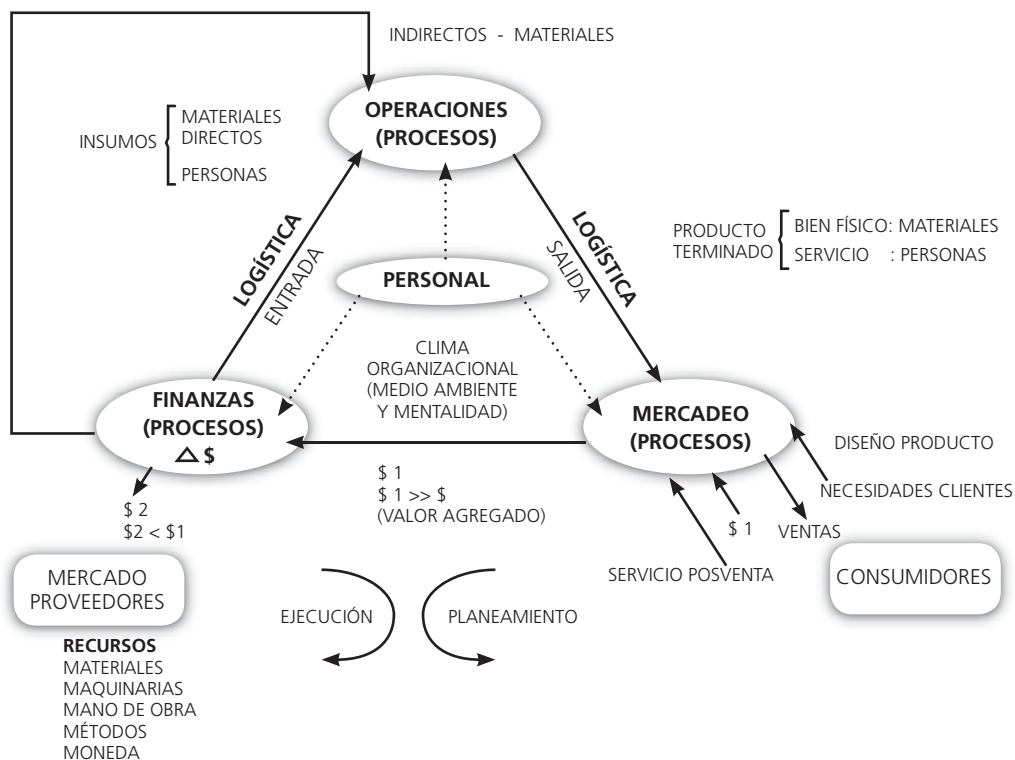 INDIRECTOS - MATERIALES
OPERACIONES
(PROCESOS)
INSUMOS
MATERIALES
DIRECTOS
PERSONAS
LOGÍSTICA
ENTRADA
LOGÍSTICA
SALIDA
PRODUCTO
TERMINADO
BIEN FÍSICO: MATERIALES
SERVICIO : PERSONAS
PERSONAL
CLIMA
ORGANIZACIONAL
(MEDIO AMBIENTE
Y MENTALIDAD)
FINANZAS
(PROCESOS)
△ $
MERCADEO
(PROCESOS)
DISEÑO PRODUCTO
NECESIDADES CLIENTES
$ 1
$ 1 >> $
(VALOR AGREGADO)
$ 2
$2 < $1
$ 1
VENTAS
SERVICIO POSVENTA
MERCADO
PROVEEDORES
CONSUMIDORES
EJECUCIÓN
PLANEAMIENTO
RECURSOS
MATERIALES
MAQUINARIAS
MANO DE OBRA
MÉTODOS
MONEDA